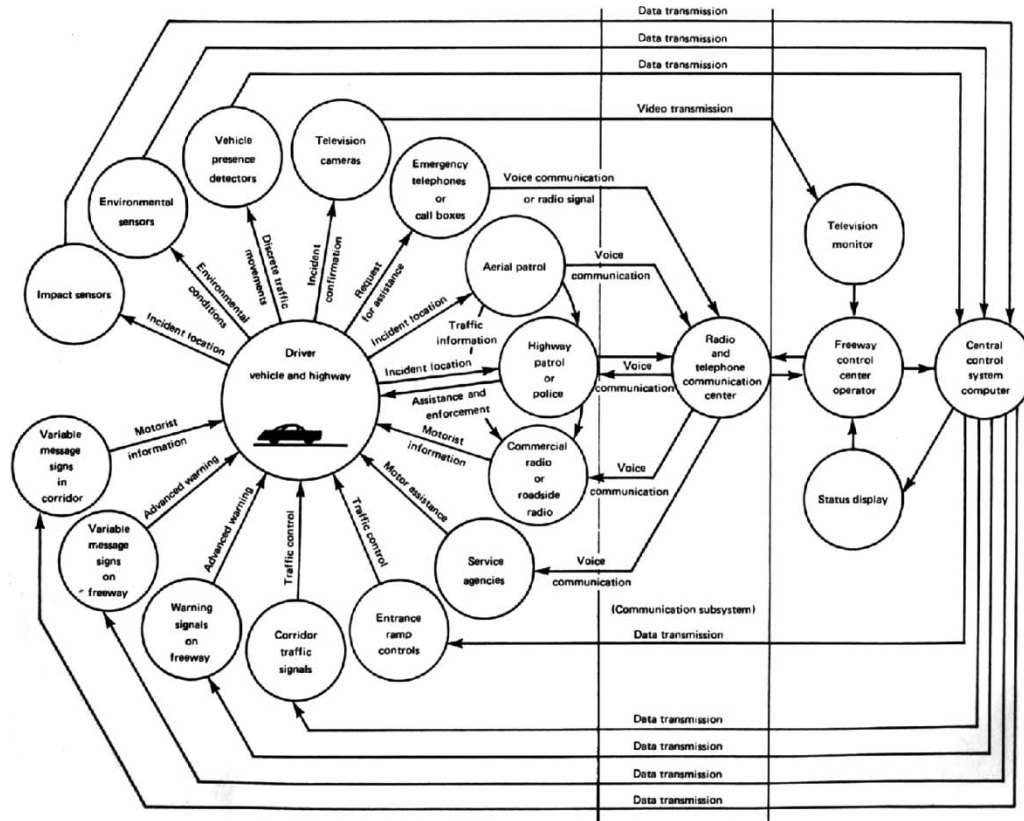 Data transmission
Data transmission
Data transmission
Video transmission
Vehicle
presence
detectors
Television
cameras
Emergency
telephones
or
call boxes
Voice communication
or radio signal
Environmental
sensors
Television
monitor
Impact sensors
Aerial patrol
Voice
communication
Incident location
Environmental
conditions
Discrete traffic
movements
Incident
confirmation
Request
for assistance
Incident location
Traffic
information
Driver
vehicle and highway
Incident location
Highway
patrol
or
police
Voice
communication
Radio
and
telephone
communication
center
Freeway
control
center
operator
Central
control
system
computer
Assistance and
enforcement
Motorist
information
Commercial
radio
or
roadside
radio
Voice
communication
Status display
Variable
message
signs
in
corridor
Motorist
information
Advanced warning
Variable
message
signs
on
freeway
Advanced warning
Traffic control
Traffic control
Motor assistance
Service
agencies
Voice
communication
Warning
signals
on
freeway
Corridor
traffic
signals
Entrance
ramp
controls
(Communication subsystem)
Data transmission
Data transmission
Data transmission
Data transmission
Data transmission